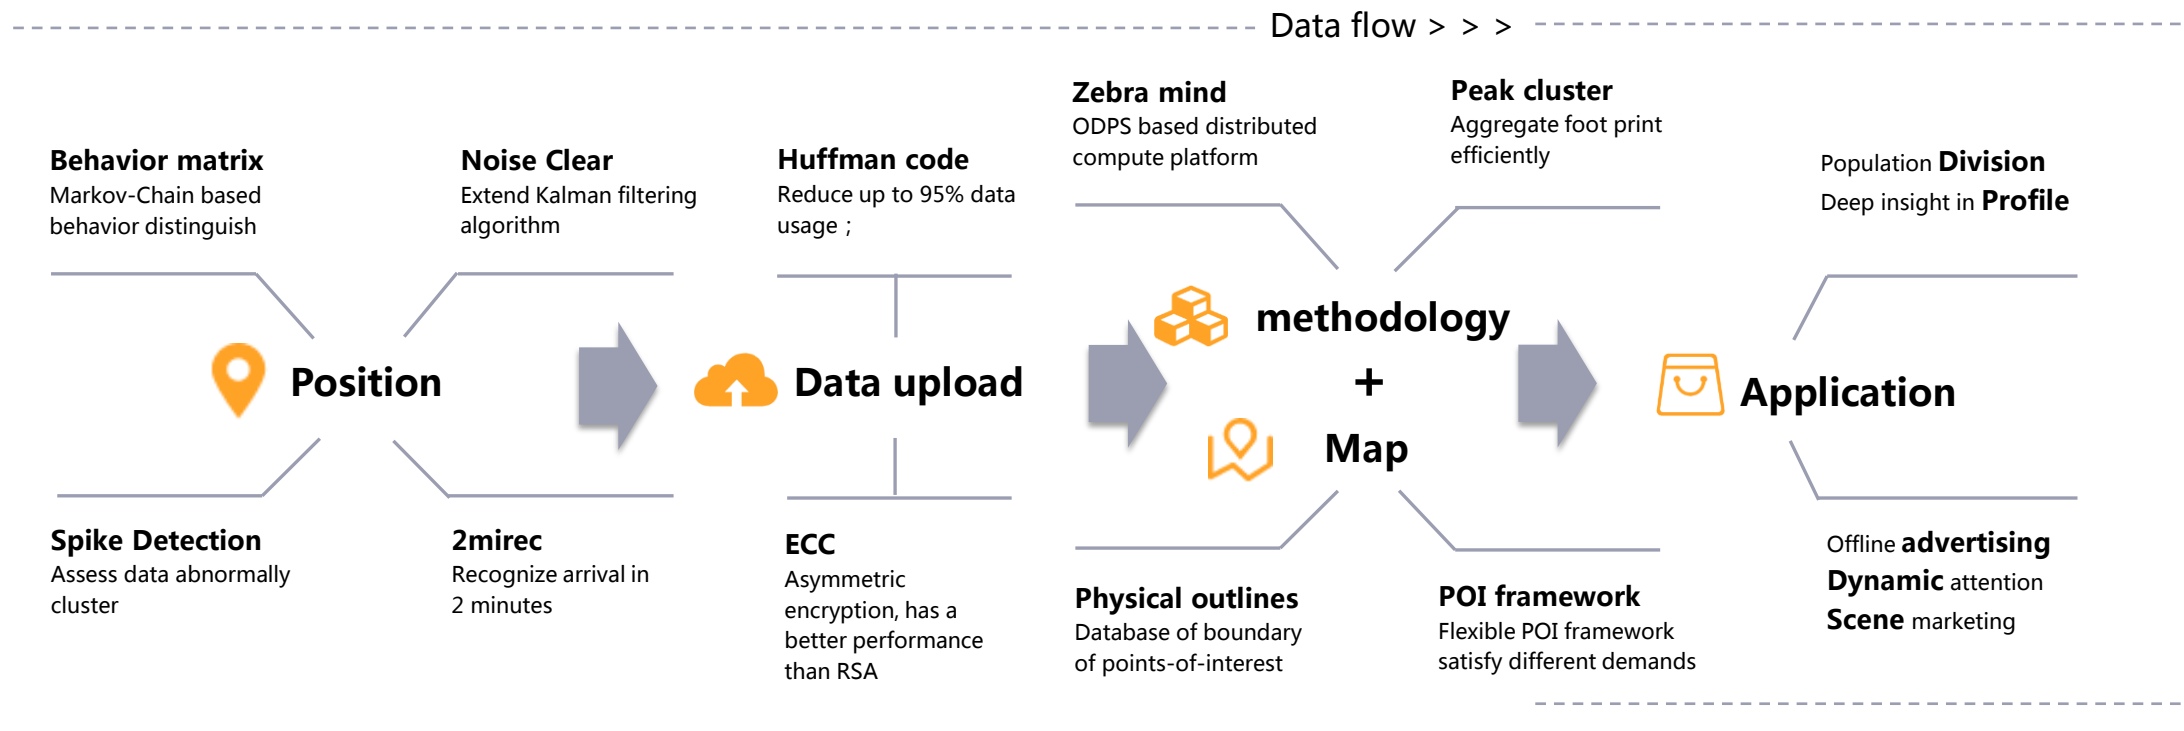 Data flow > > >
Behavior matrix
Markov-Chain based
behavior distinguish
Noise Clear
Extend Kalman filtering
algorithm
Position
Spike Detection
Assess data abnormally
cluster
2mirec
Recognize arrival in
2 minutes
Huffman code
Reduce up to 95% data
usage ;
Data upload
ECC
Asymmetric
encryption, has a
better performance
than RSA
Zebra mind
ODPS based distributed
compute platform
Peak cluster
Aggregate foot print
efficiently
methodology
+
Map
Physical outlines
Database of boundary
of points-of-interest
POI framework
Flexible POI framework
satisfy different demands
Population Division
Deep insight in Profile
Application
Offline advertising
Dynamic attention
Scene marketing